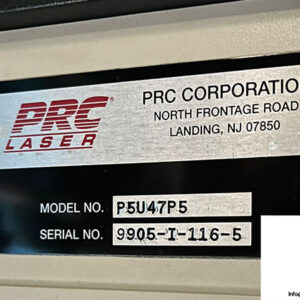 PRC
LASER
PRC CORPORATIO
NORTH FRONTAGE ROAD
LANDING, NJ 07850
MODEL NO. P5U47P5
SERIAL NO. 9905-I-116-5